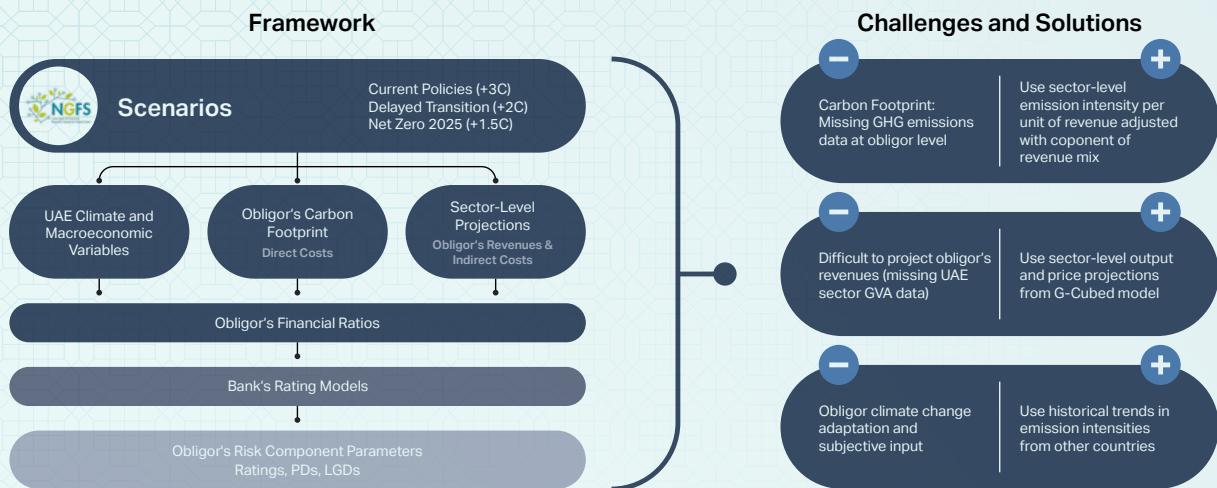 Framework
Challenges and Solutions
NGFS
Scenarios
Current Policies (+3C)
Delayed Transition (+2C)
Net Zero 2025 (+1.5C)
UAE Climate and
Macroeconomic
Variables
Obligor's Carbon
Footprint
Direct Costs
Sector-Level
Projections
Obligor's Revenues &
Indirect Costs
Obligor's Financial Ratios
Bank's Rating Models
Obligor's Risk Component Parameters
Ratings, PDs, LGDs
Carbon Footprint:
Missing GHG emissions
data at obligor level
Use sector-level
emission intensity per
unit of revenue adjusted
with coponent of
revenue mix
Difficult to project obligor's
revenues (missing UAE
sector GVA data)
Use sector-level output
and price projections
from G-Cubed model
Obligor climate change
adaptation and
subjective input
Use historical trends in
emission intensities
from other countries